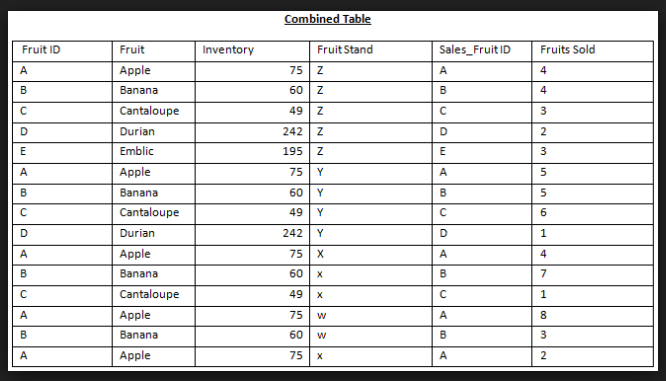 Combined Table
Fruit ID Fruit Inventory Fruit Stand Sales_Fruit ID Fruits Sold
A Apple 75 Z A 4
B Banana 60 Z B 4
C Cantaloupe 49 Z C 3
D Durian 242 Z D 2
E Emblic 195 Z E 3
A Apple 75 Y A 5
B Banana 60 Y B 5
C Cantaloupe 49 Y C 6
D Durian 242 Y D 1
A Apple 75 X A 4
B Banana 60 x B 7
C Cantaloupe 49 x C 1
A Apple 75 w A 8
B Banana 60 w B 3
A Apple 75 x A 2